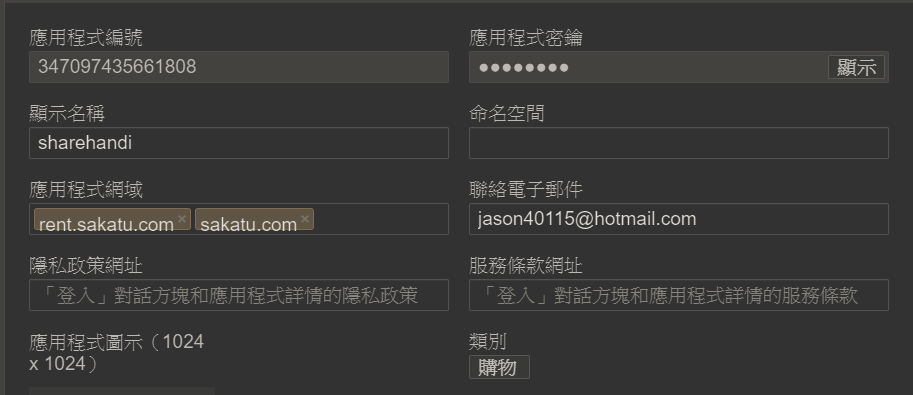 應用程式編號
347097435661808
應用程式密鑰
●●●●●●●●
顯示
顯示名稱
sharehandi
命名空間
應用程式網域
rent.sakatu.com× sakatu.com×
聯絡電子郵件
jason40115@hotmail.com
隱私政策網址
「登入」對話方塊和應用程式詳情的隱私政策
服務條款網址
「登入」對話方塊和應用程式詳情的服務條款
應用程式圖示（1024
x 1024）
類別
購物